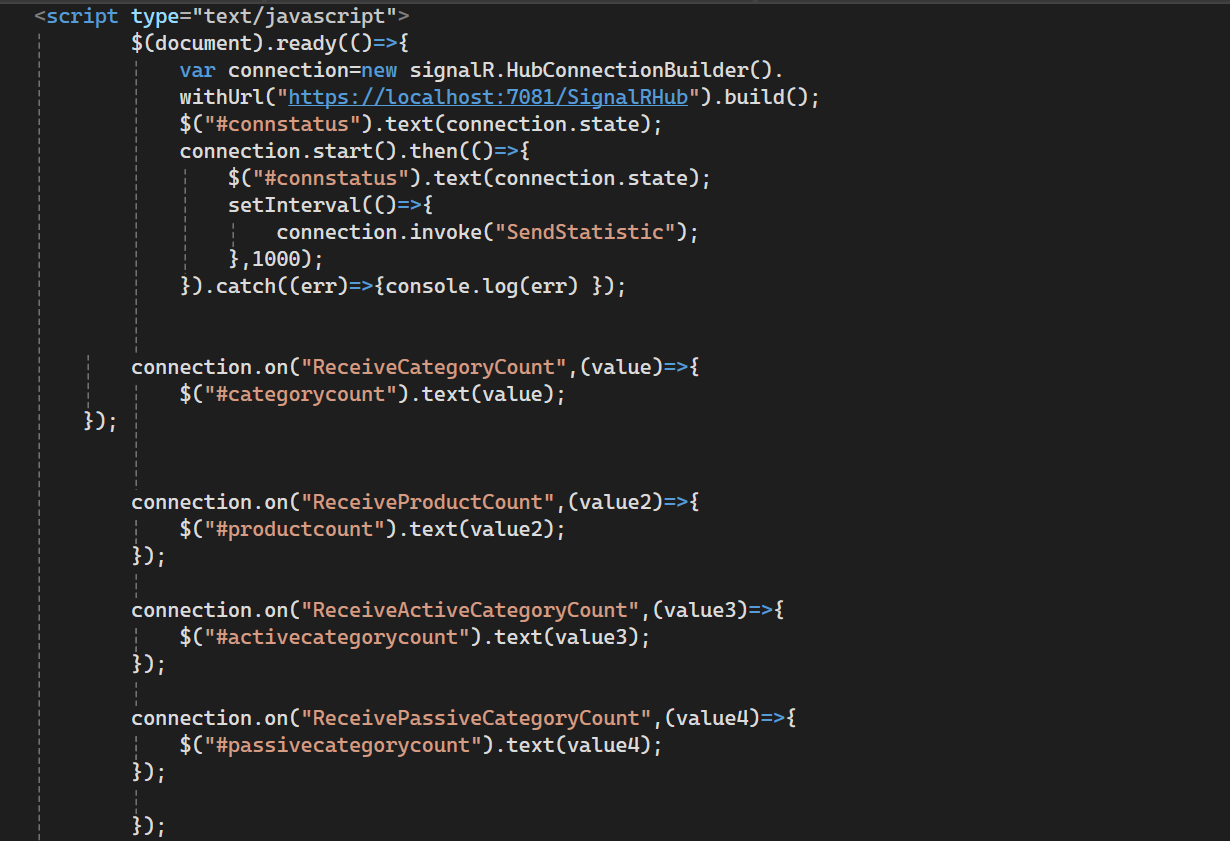 <script type="text/javascript">
$(document).ready(()=>{
var connection=new signalR.HubConnectionBuilder().
withUrl("https://localhost:7081/SignalRHub").build();
$("#connstatus").text(connection.state);
connection.start().then(()=>{
$("#connstatus").text(connection.state);
setInterval(()=>{
connection.invoke("SendStatistic");
},1000);
}).catch((err)=>{console.log(err) });
connection.on("ReceiveCategoryCount",(value)=>{
$("#categorycount").text(value);
});
connection.on("ReceiveProductCount",(value2)=>{
$("#productcount").text(value2);
});
connection.on("ReceiveActiveCategoryCount",(value3)=>{
$("#activecategorycount").text(value3);
});
connection.on("ReceivePassiveCategoryCount",(value4)=>{
$("#passivecategorycount").text(value4);
});
});